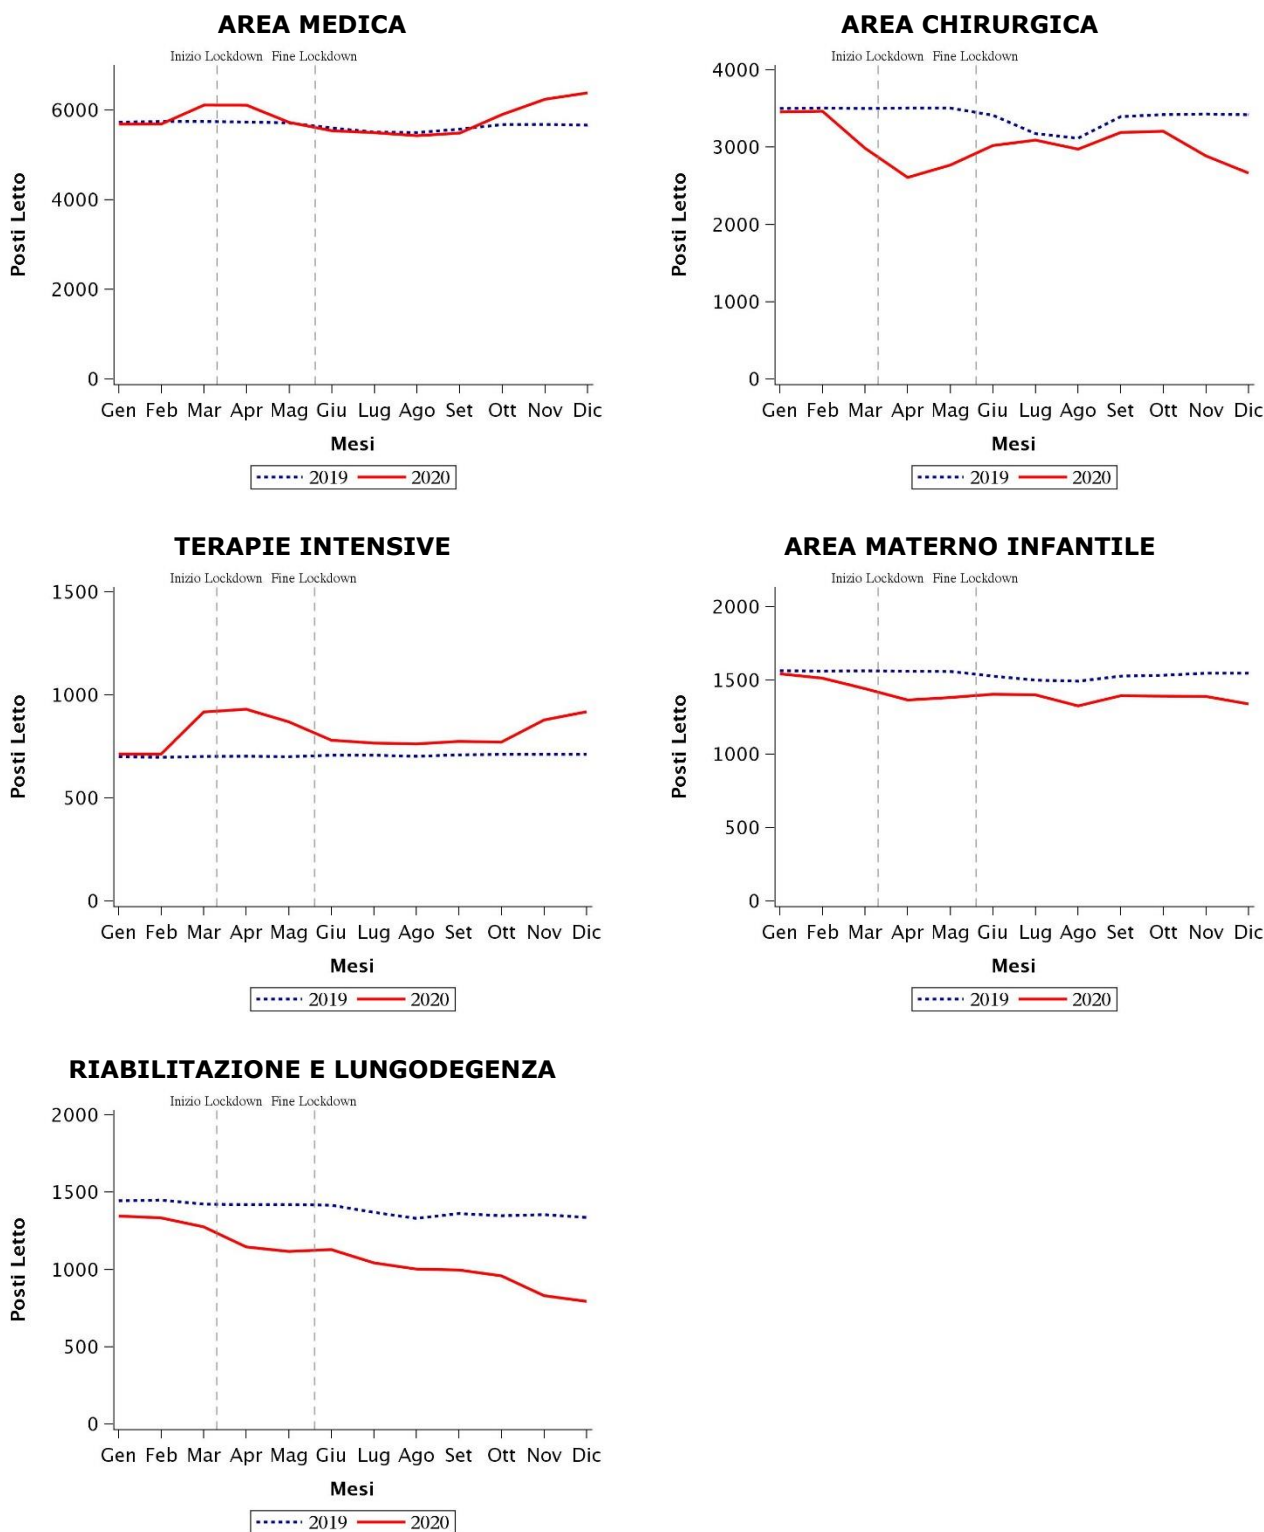 AREA MEDICA
Inizio Lockdown Fine Lockdown
Posti Letto
6000
4000
2000
0
Gen Feb Mar Apr Mag Giu Lug Ago Set Ott Nov Dic
Mesi
2019 2020
AREA CHIRURGICA
Inizio Lockdown Fine Lockdown
Posti Letto
4000
3000
2000
1000
0
Gen Feb Mar Apr Mag Giu Lug Ago Set Ott Nov Dic
Mesi
2019 2020
TERAPIE INTENSIVE
Inizio Lockdown Fine Lockdown
Posti Letto
1500
1000
500
0
Gen Feb Mar Apr Mag Giu Lug Ago Set Ott Nov Dic
Mesi
2019 2020
AREA MATERNO INFANTILE
Inizio Lockdown Fine Lockdown
Posti Letto
2000
1500
1000
500
0
Gen Feb Mar Apr Mag Giu Lug Ago Set Ott Nov Dic
Mesi
2019 2020
RIABILITAZIONE E LUNGODEGENZA
Inizio Lockdown Fine Lockdown
Posti Letto
2000
1500
1000
500
0
Gen Feb Mar Apr Mag Giu Lug Ago Set Ott Nov Dic
Mesi
2019 2020